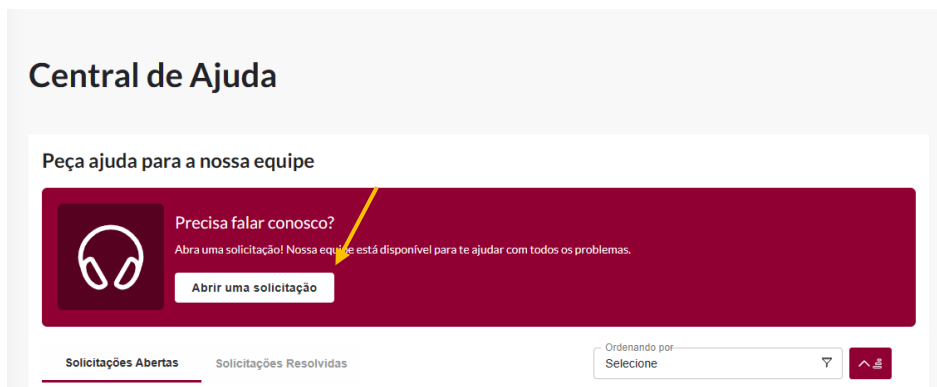 Central de Ajuda
Peça ajuda para a nossa equipe
Precisa falar conosco?
Abra uma solicitação! Nossa equipe está disponível para te ajudar com todos os problemas.
Abrir uma solicitação
Solicitações Abertas
Solicitações Resolvidas
Ordenando por
Selecione